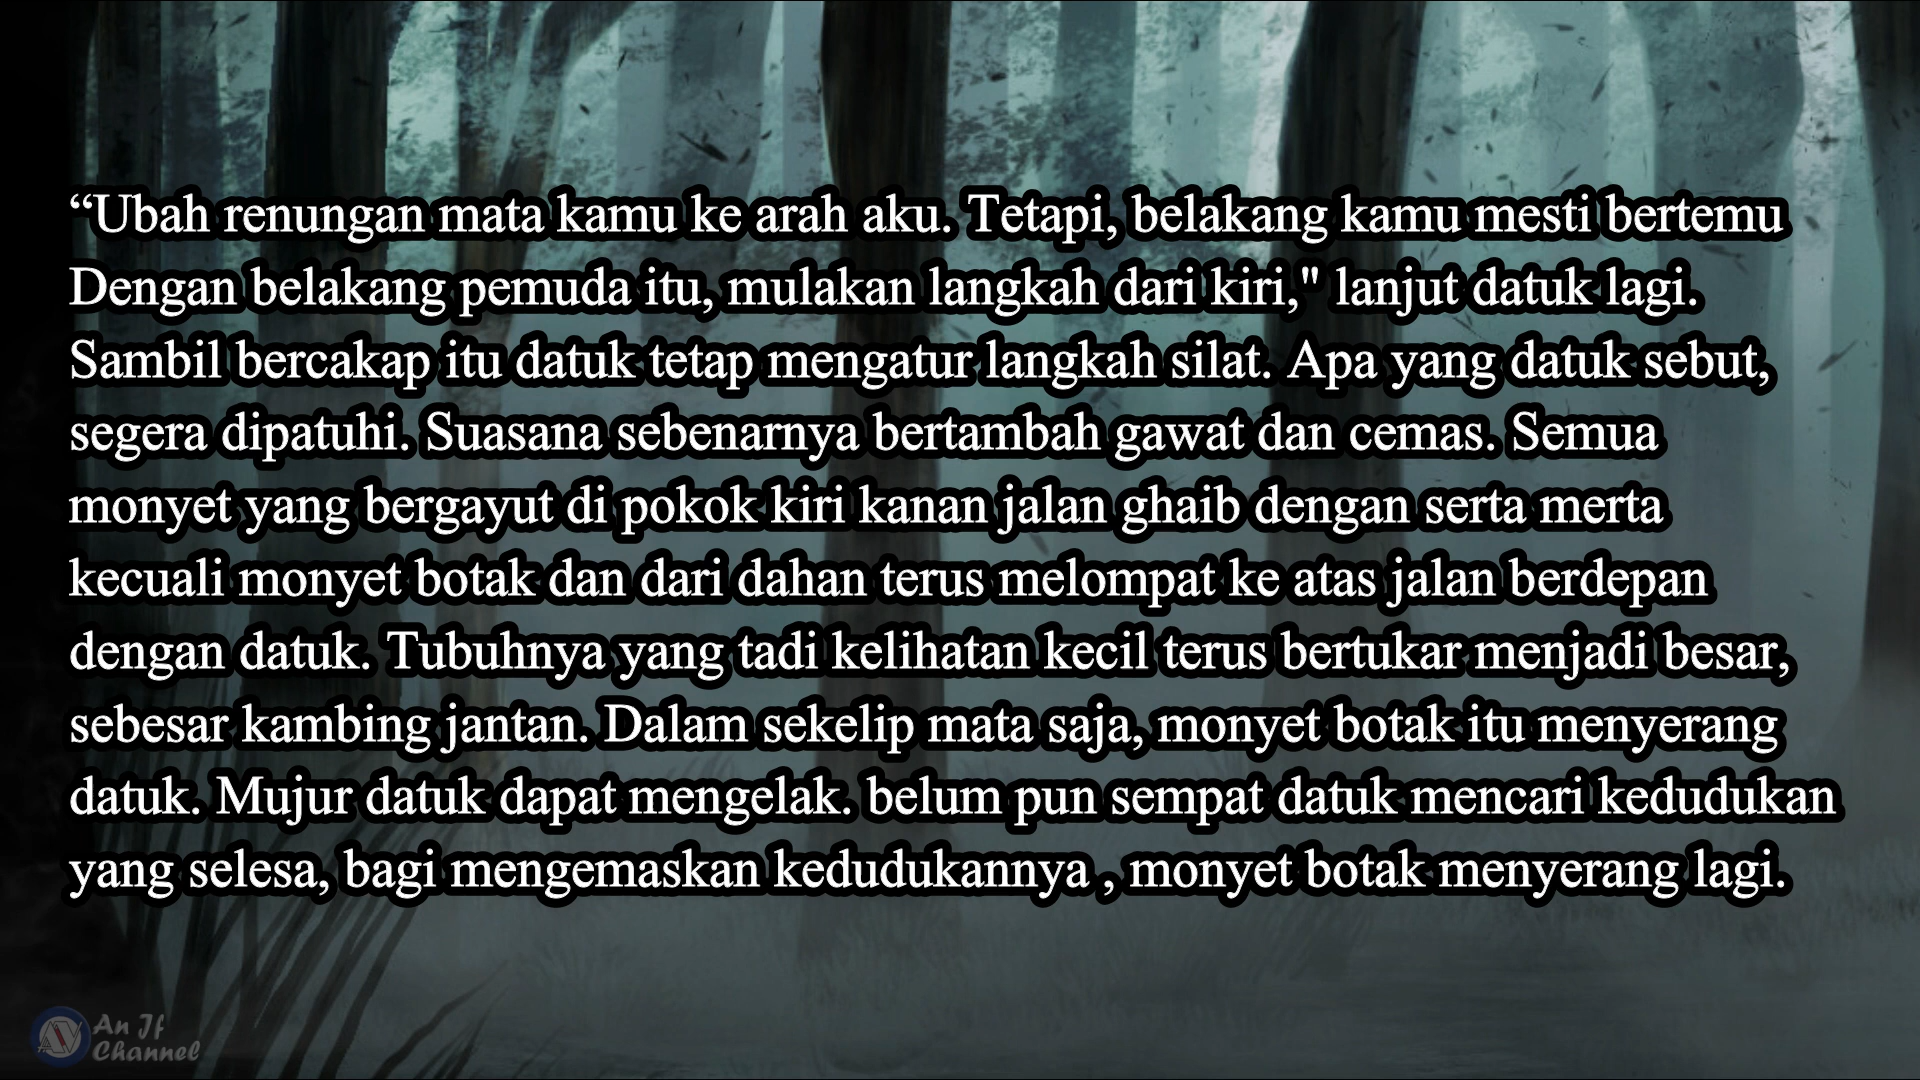 “Ubah renungan mata kamu ke arah aku. Tetapi, belakang kamu mesti bertemu
Dengan belakang pemuda itu, mulakan langkah dari kiri," lanjut datuk lagi.
Sambil bercakap itu datuk tetap mengatur langkah silat. Apa yang datuk sebut,
segera dipatuhi. Suasana sebenarnya bertambah gawat dan cemas. Semua
monyet yang bergayut di pokok kiri kanan jalan ghaib dengan serta merta
kecuali monyet botak dan dari dahan terus melompat ke atas jalan berdepan
dengan datuk. Tubuhnya yang tadi kelihatan kecil terus bertukar menjadi besar,
sebesar kambing jantan. Dalam sekelip mata saja, monyet botak itu menyerang
datuk. Mujur datuk dapat mengelak. belum pun sempat datuk mencari kedudukan
yang selesa, bagi mengemaskan kedudukannya , monyet botak menyerang lagi.
An If
Channel